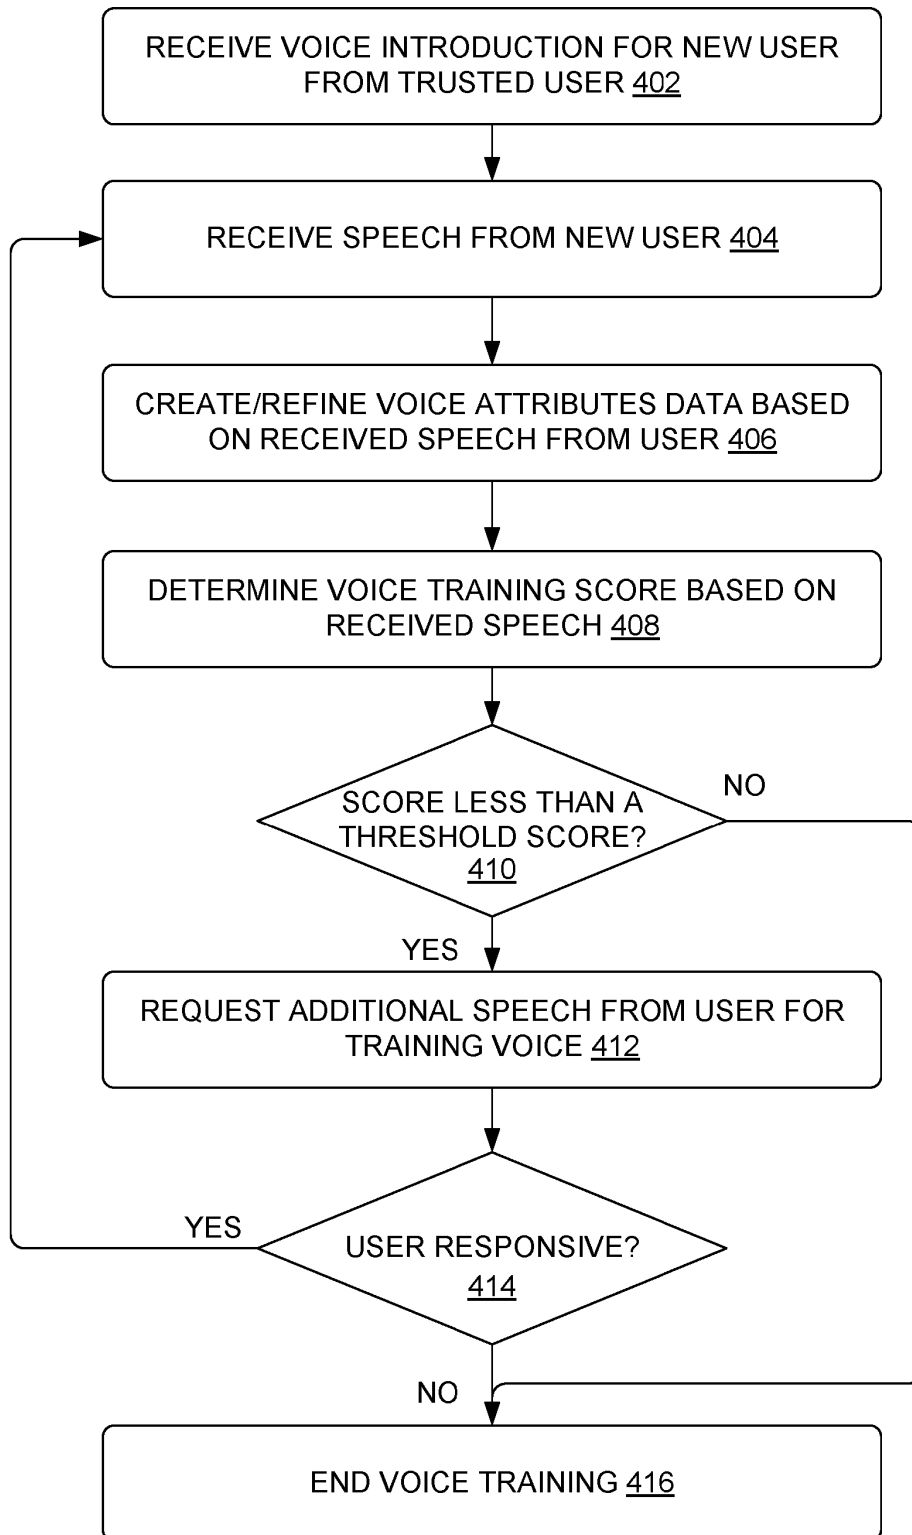 RECEIVE VOICE INTRODUCTION FOR NEW USER
FROM TRUSTED USER 402
RECEIVE SPEECH FROM NEW USER 404
CREATE/REFINE VOICE ATTRIBUTES DATA BASED
ON RECEIVED SPEECH FROM USER 406
DETERMINE VOICE TRAINING SCORE BASED ON
RECEIVED SPEECH 408
SCORE LESS THAN A
THRESHOLD SCORE?
410
NO
YES
REQUEST ADDITIONAL SPEECH FROM USER FOR
TRAINING VOICE 412
YES
USER RESPONSIVE?
414
NO
END VOICE TRAINING 416